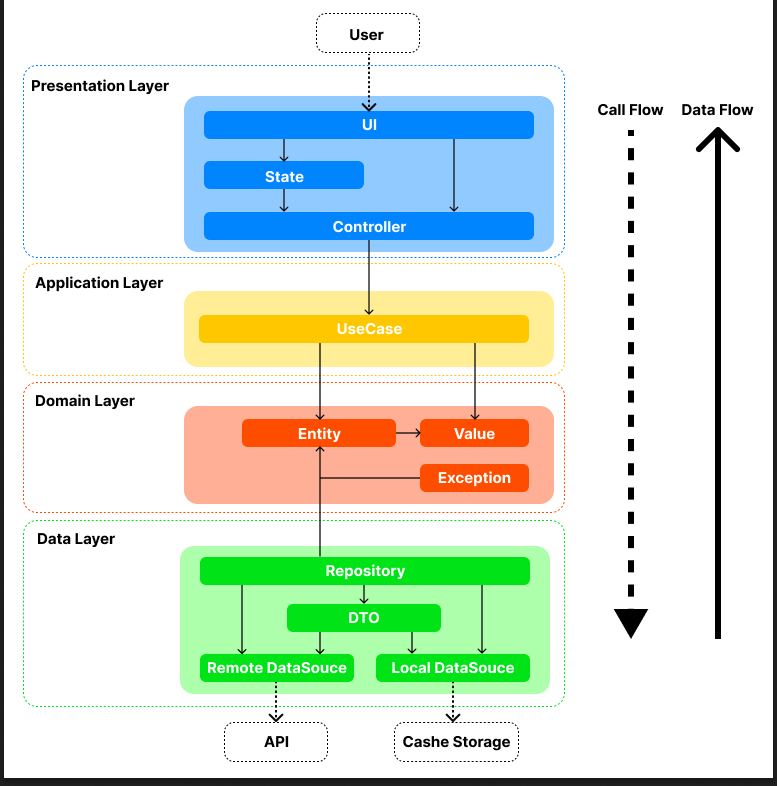 User
Presentation Layer
Call Flow
Data Flow
UI
State
Controller
Application Layer
UseCase
Domain Layer
Entity
Value
Exception
Data Layer
Repository
DTO
Remote DataSouce
Local DataSouce
API
Cashe Storage